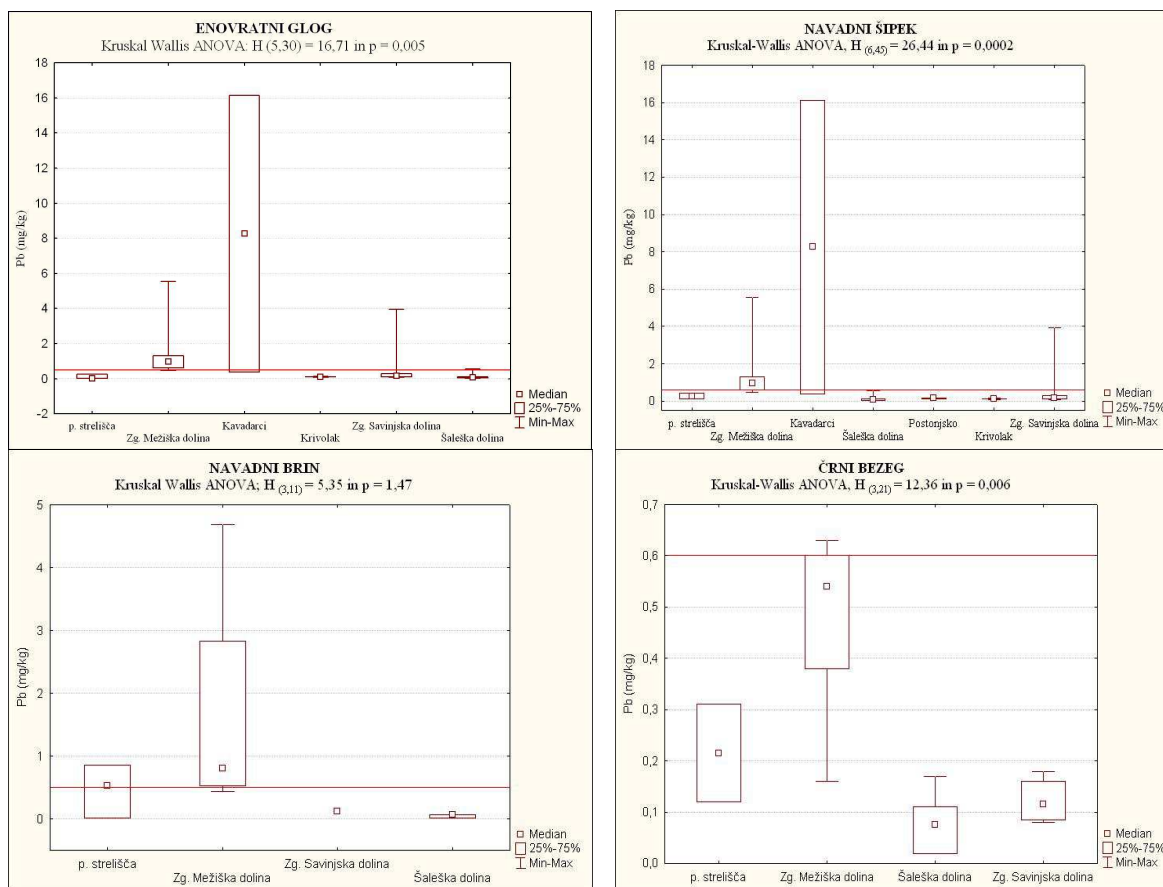 ENOVRATNI GLOG
Kruskal Wallis ANOVA: H (5,30) = 16,71 in p = 0,005
18
16
14
12
10
8
6
4
2
0
-2
Pb (mg/kg)
p. strelišča
Zg. Mežiška dolina
Kavadarci
Krivolak
Zg. Savinjska dolina
Šaleška dolina
Median
25%-75%
Min-Max
NAVADNI ŠIPEK
Kruskal-Wallis ANOVA, H (6,45) = 26,44 in p = 0,0002
18
16
14
12
10
8
6
4
2
0
Pb (mg/kg)
p. strelišča
Zg. Mežiška dolina
Kavadarci
Šaleška dolina
Postonjsko
Krivolak
Zg. Savinjska dolina
Median
25%-75%
Min-Max
NAVADNI BRIN
Kruskal Wallis ANOVA; H (3,11) = 5,35 in p = 1,47
5
4
3
2
1
0
Pb (mg/kg)
p. strelišča
Zg. Mežiška dolina
Zg. Savinjska dolina
Šaleška dolina
Median
25%-75%
Min-Max
ČRNI BEZEG
Kruskal-Wallis ANOVA, H (3,21) = 12,36 in p = 0,006
0,7
0,6
0,5
0,4
0,3
0,2
0,1
0,0
Pb (mg/kg)
p. strelišča
Zg. Mežiška dolina
Šaleška dolina
Zg. Savinjska dolina
Median
25%-75%
Min-Max